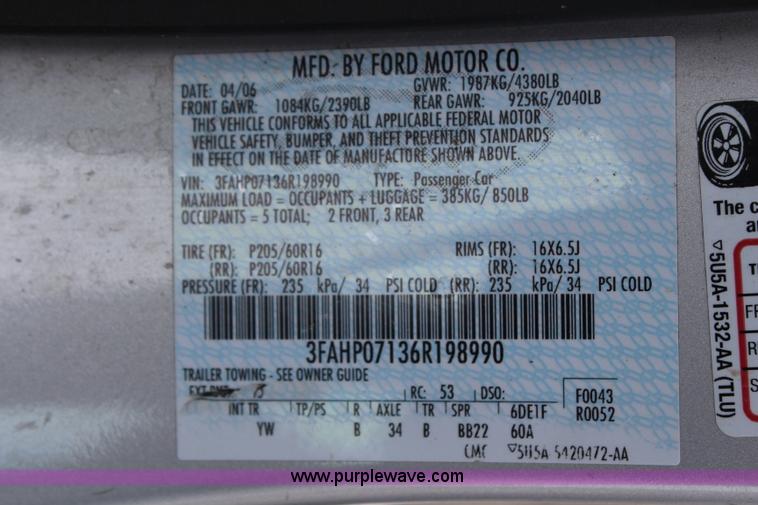 MFD. BY FORD MOTOR CO.
DATE: 04/06 GVWR: 1987KG/4380LB
FRONT GAWR: 1084KG/2390LB REAR GAWR: 925KG/2040LB
THIS VEHICLE CONFORMS TO ALL APPLICABLE FEDERAL MOTOR
VEHICLE SAFETY, BUMPER, AND THEFT PREVENTION STANDARDS
IN EFFECT ON THE DATE OF MANUFACTURE SHOWN ABOVE.
VIN: 3FAHP07136R198990 TYPE: Passenger Car
MAXIMUM LOAD = OCCUPANTS + LUGGAGE = 385KG/ 850LB
OCCUPANTS = 5 TOTAL; 2 FRONT, 3 REAR
TIRE (FR): P205/60R16 RIMS (FR): 16X6.5J
(RR): P205/60R16 (RR): 16X6.5J
PRESSURE (FR): 235 kPa/ 34 PSI COLD (RR): 235 kPa/ 34 PSI COLD
3FAHP07136R198990
TRAILER TOWING - SEE OWNER GUIDE
EXT PNT: RC: 53 DSO: F0043
R0052
INT TR TP/PS R AXLE TR SPR 6DE1F
YW B 34 B BB22 60A
CMC ▽5U5A 5420472-AA
The c
a
▽5U5A-1532-AA (TLU)
T
FR
RE
S
www.purplewave.com